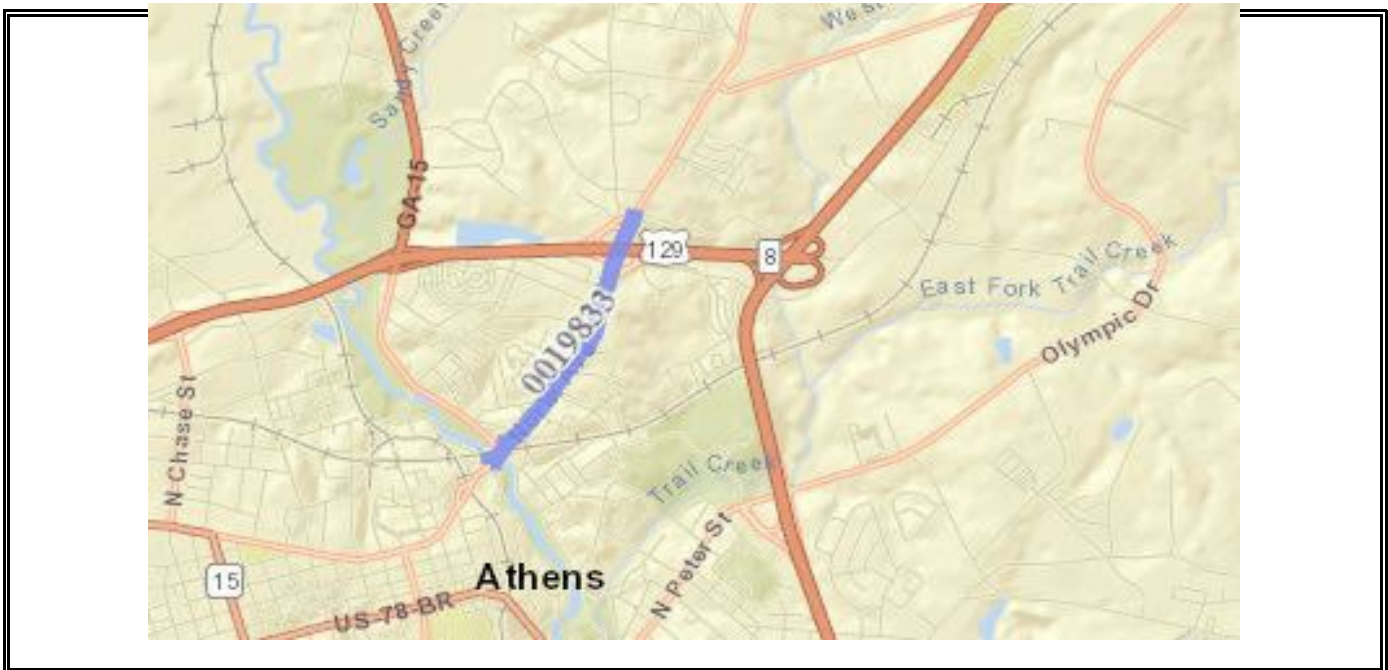 West
Sandy Creek
GA-15
129
8
East Fork Trail Creek
Olympic Dr
0019833
N Chase St
Trail Creek
N Peter St
Athens
15
US-78-BR